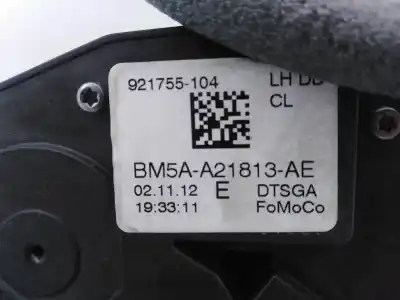 921755-104 LH DD
CL
BM5A-A21813-AE
02.11.12 E DTSGA
19:33:11 FoMoCo